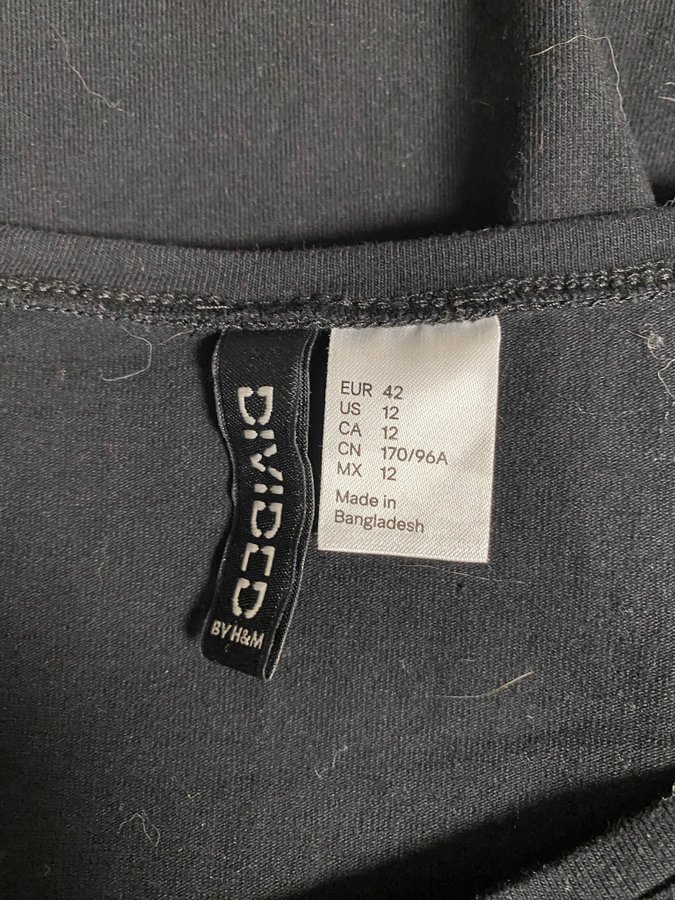 DIVIDED
BY H&M
EUR 42
US 12
CA 12
CN 170/96A
MX 12
Made in
Bangladesh